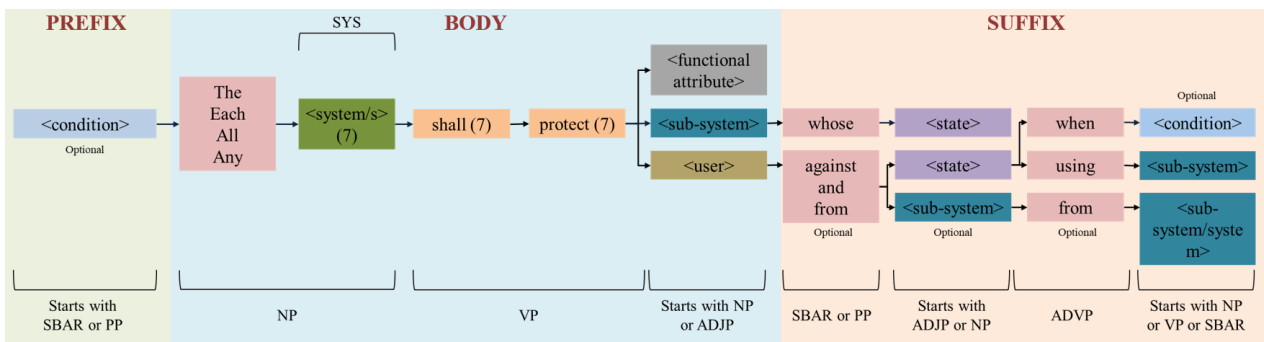 PREFIX
SYS
BODY
SUFFIX
<condition>
Optional
The
Each
All
Any
<system/s>
(7)
shall (7)
protect (7)
<functional
attribute>
<sub-system>
<user>
whose
against
and
from
Optional
<state>
<state>
<sub-system>
Optional
when
using
from
Optional
Optional
<condition>
<sub-system>
<sub-
system/syste
m>
Starts with
SBAR or PP
NP
VP
Starts with NP
or ADJP
SBAR or PP
Starts with
ADJP or NP
ADVP
Starts with NP
or VP or SBAR